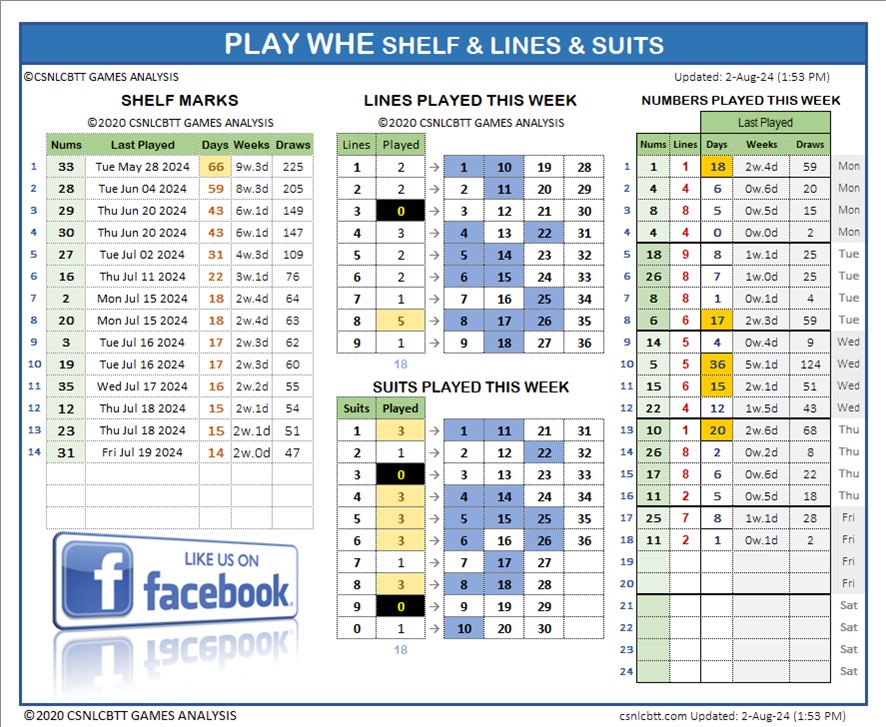 PLAY WHE SHELF & LINES & SUITS
©CSNLCBTT GAMES ANALYSIS
Updated: 2-Aug-24 (1:53 PM)
SHELF MARKS
©2020 CSNLCBTT GAMES ANALYSIS
Nums Last Played Days Weeks Draws
1 33 Tue May 28 2024 66 9w.3d 225
2 28 Tue Jun 04 2024 59 8w.3d 205
3 29 Thu Jun 20 2024 43 6w.1d 149
4 30 Thu Jun 20 2024 43 6w.1d 147
5 27 Tue Jul 02 2024 31 4w.3d 109
6 16 Thu Jul 11 2024 22 3w.1d 76
7 2 Mon Jul 15 2024 18 2w.4d 64
8 20 Mon Jul 15 2024 18 2w.4d 63
9 3 Tue Jul 16 2024 17 2w.3d 62
10 19 Tue Jul 16 2024 17 2w.3d 60
11 35 Wed Jul 17 2024 16 2w.2d 55
12 12 Thu Jul 18 2024 15 2w.1d 54
13 23 Thu Jul 18 2024 15 2w.1d 51
14 31 Fri Jul 19 2024 14 2w.0d 47
LIKE US ON
facebook
LINES PLAYED THIS WEEK
©2020 CSNLCBTT GAMES ANALYSIS
Lines Played
1 2 → 1 10 19 28
2 2 → 2 11 20 29
3 0 → 3 12 21 30
4 3 → 4 13 22 31
5 2 → 5 14 23 32
6 2 → 6 15 24 33
7 1 → 7 16 25 34
8 5 → 8 17 26 35
9 1 → 9 18 27 36
18
SUITS PLAYED THIS WEEK
Suits Played
1 3 → 1 11 21 31
2 1 → 2 12 22 32
3 0 → 3 13 23 33
4 3 → 4 14 24 34
5 3 → 5 15 25 35
6 3 → 6 16 26 36
7 1 → 7 17 27
8 3 → 8 18 28
9 0 → 9 19 29
0 1 → 10 20 30
18
NUMBERS PLAYED THIS WEEK
Last Played
Nums Lines Days Weeks Draws
1 1 1 18 2w.4d 59 Mon
2 4 4 6 0w.6d 20 Mon
3 8 8 5 0w.5d 15 Mon
4 4 4 0 0w.0d 2 Mon
5 18 9 8 1w.1d 25 Tue
6 26 8 7 1w.0d 25 Tue
7 8 8 1 0w.1d 4 Tue
8 6 6 17 2w.3d 59 Tue
9 14 5 4 0w.4d 9 Wed
10 5 5 36 5w.1d 124 Wed
11 15 6 15 2w.1d 51 Wed
12 22 4 12 1w.5d 43 Wed
13 10 1 20 2w.6d 68 Thu
14 26 8 2 0w.2d 8 Thu
15 17 8 6 0w.6d 22 Thu
16 11 2 5 0w.5d 18 Thu
17 25 7 8 1w.1d 28 Fri
18 11 2 1 0w.1d 2 Fri
19 Fri
20 Fri
21 Sat
22 Sat
23 Sat
24 Sat
©2020 CSNLCBTT GAMES ANALYSIS
csnlcbtt.com Updated: 2-Aug-24 (1:53 PM)